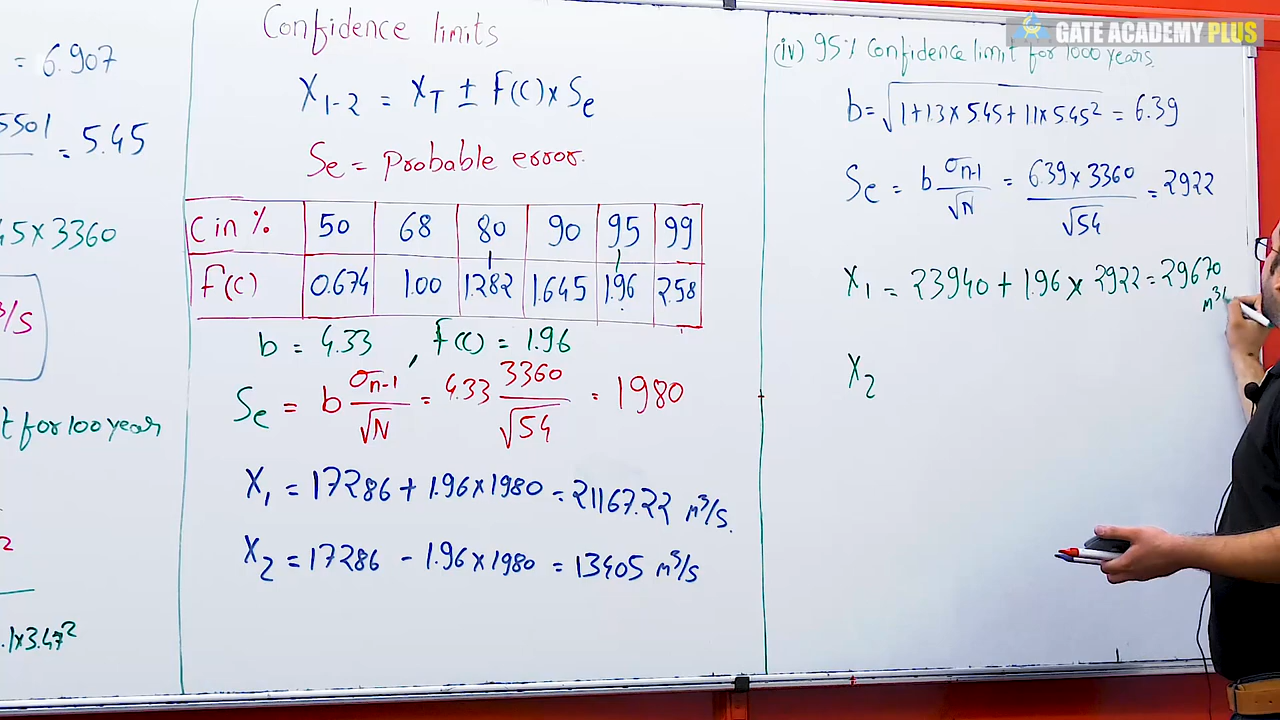 = 6.907
5501
= 5.45
45×3360
³/s
t for 100 year
2
.1×3.47²
Confidence limits
X₁₋₂ = X_T ± f(c)×Se
Se = Probable error.
C in % 50 68 80 90 95 99
f(c) 0.674 1.00 1.282 1.645 1.96 2.58
b = 4.33 , f(c) = 1.96
Se = b σn-1/√N = 4.33 3360/√54 = 1980
X₁ = 17286 + 1.96×1980 = 21167.22 m³/s.
X₂ = 17286 - 1.96×1980 = 13405 m³/s
GATE ACADEMY PLUS
(iv) 95% Confidence limit for 1000 years.
b = √1+1.3×5.45+1.1×5.45² = 6.39
Se = b σn-1/√N = 6.39×3360/√54 = 2922
X₁ = 23940 + 1.96 × 2922 = 29670
m³/
X₂